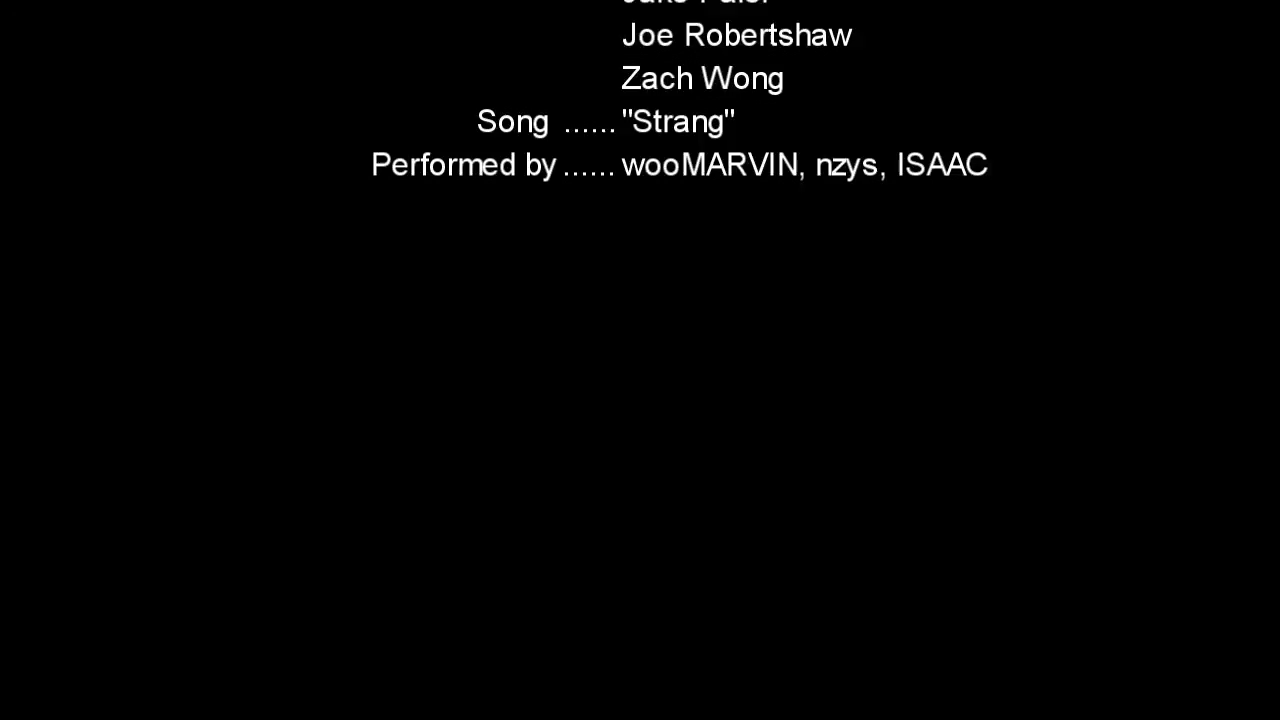 Joe Robertshaw
Zach Wong
Song ...... "Strang"
Performed by ...... wooMARVIN, nzys, ISAAC